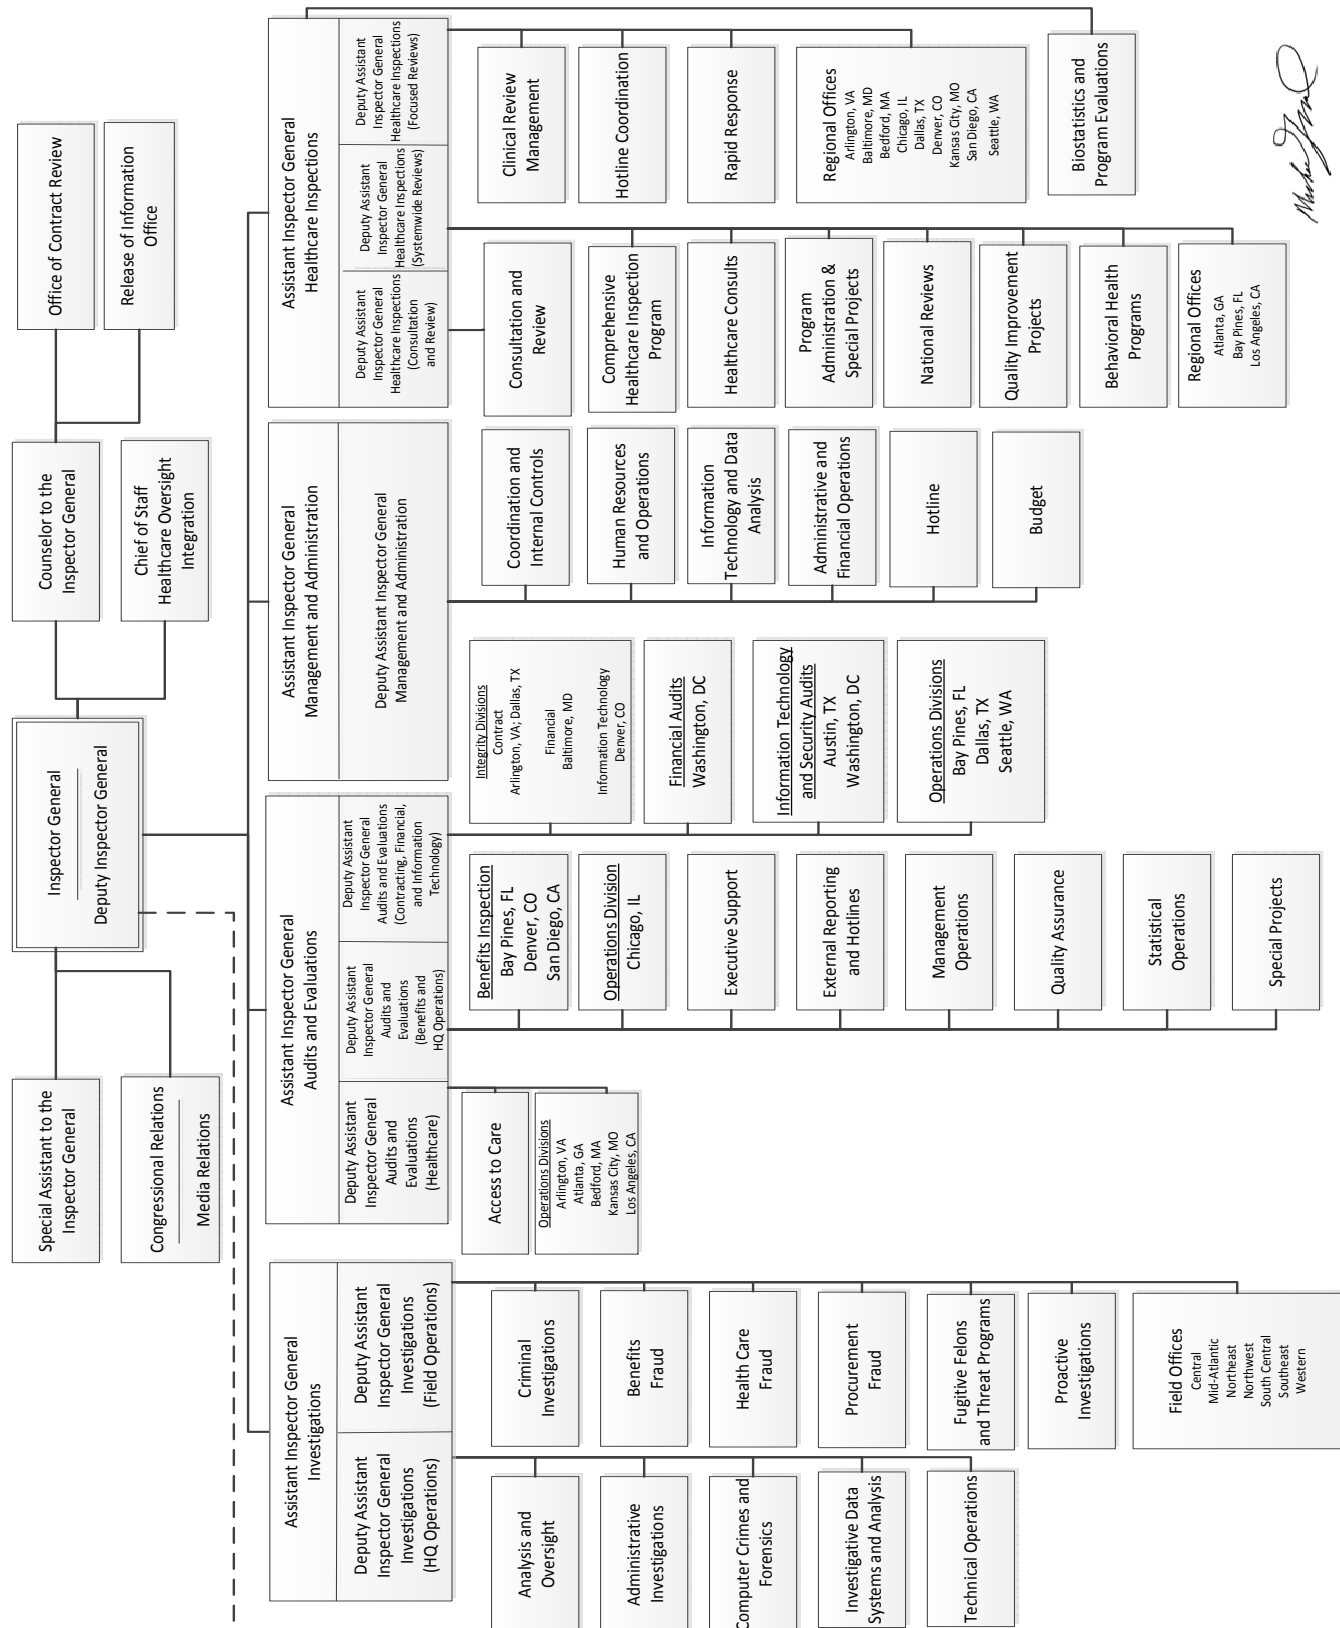 Inspector General
Deputy Inspector General
Special Assistant to the
Inspector General
Congressional Relations
Media Relations
Counselor to the
Inspector General
Chief of Staff
Healthcare Oversight
Integration
Office of Contract Review
Release of Information
Office
Assistant Inspector General
Investigations
Deputy Assistant
Inspector General
Investigations
(HQ Operations)
Deputy Assistant
Inspector General
Investigations
(Field Operations)
Analysis and
Oversight
Administrative
Investigations
Computer Crimes and
Forensics
Investigative Data
Systems and Analysis
Technical Operations
Criminal
Investigations
Benefits
Fraud
Health Care
Fraud
Procurement
Fraud
Fugitive Felons
and Threat Programs
Proactive
Investigations
Field Offices
Central
Mid-Atlantic
Northeast
Northwest
South Central
Southeast
Western
Assistant Inspector General
Audits and Evaluations
Deputy Assistant
Inspector General
Audits and
Evaluations
(Healthcare)
Deputy Assistant
Inspector General
Audits and
Evaluations
(Benefits and
HQ Operations)
Deputy Assistant
Inspector General
Audits and Evaluations
(Contracting, Financial,
and Information
Technology)
Access to Care
Operations Divisions
Arlington, VA
Atlanta, GA
Bedford, MA
Kansas City, MO
Los Angeles, CA
Benefits Inspection
Bay Pines, FL
Denver, CO
San Diego, CA
Operations Division
Chicago, IL
Executive Support
External Reporting
and Hotlines
Management
Operations
Quality Assurance
Statistical
Operations
Special Projects
Integrity Divisions
Contract
Arlington, VA; Dallas, TX
Financial
Baltimore, MD
Information Technology
Denver, CO
Financial Audits
Washington, DC
Information Technology
and Security Audits
Austin, TX
Washington, DC
Operations Divisions
Bay Pines, FL
Dallas, TX
Seattle, WA
Assistant Inspector General
Management and Administration
Deputy Assistant Inspector General
Management and Administration
Coordination and
Internal Controls
Human Resources
and Operations
Information
Technology and Data
Analysis
Administrative and
Financial Operations
Hotline
Budget
Assistant Inspector General
Healthcare Inspections
Deputy Assistant
Inspector General
Healthcare Inspections
(Consultation
and Review)
Deputy Assistant
Inspector General
Healthcare Inspections
(Systemwide Reviews)
Deputy Assistant
Inspector General
Healthcare Inspections
(Focused Reviews)
Consultation and
Review
Comprehensive
Healthcare Inspection
Program
Healthcare Consults
Program
Administration &
Special Projects
National Reviews
Quality Improvement
Projects
Behavioral Health
Programs
Regional Offices
Atlanta, GA
Bay Pines, FL
Los Angeles, CA
Clinical Review
Management
Hotline Coordination
Rapid Response
Regional Offices
Arlington, VA
Baltimore, MD
Bedford, MA
Chicago, IL
Dallas, TX
Denver, CO
Kansas City, MO
San Diego, CA
Seattle, WA
Biostatistics and
Program Evaluations